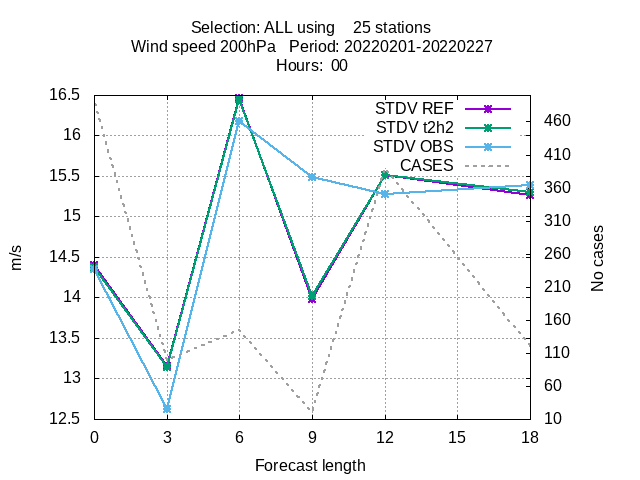 Selection: ALL using    25 stations
Wind speed 200hPa   Period: 20220201-20220227
Hours:  00
STDV REF
STDV t2h2
STDV OBS
CASES
16.5
16
15.5
15
14.5
14
13.5
13
12.5
m/s
460
410
360
310
260
210
160
110
60
10
No cases
0 3 6 9 12 15 18
Forecast length